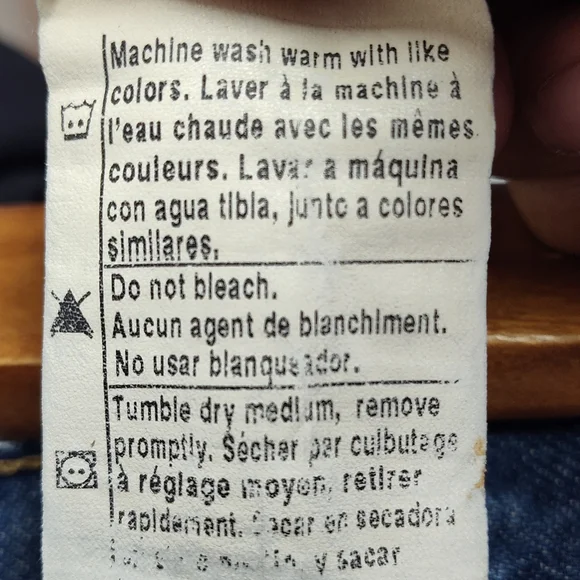 Machine wash warm with like
colors. Laver à la machine à
l'eau chaude avec les mêmes
couleurs. Lavar a máquina
con agua tibia, junto a colores
similares.
Do not bleach.
Aucun agent de blanchiment.
No usar blanqueador.
Tumble dry medium, remove
promptly. Sécher par culbutage
à réglage moyen, retirer
rapidement. Sacar en secadora
y sacar